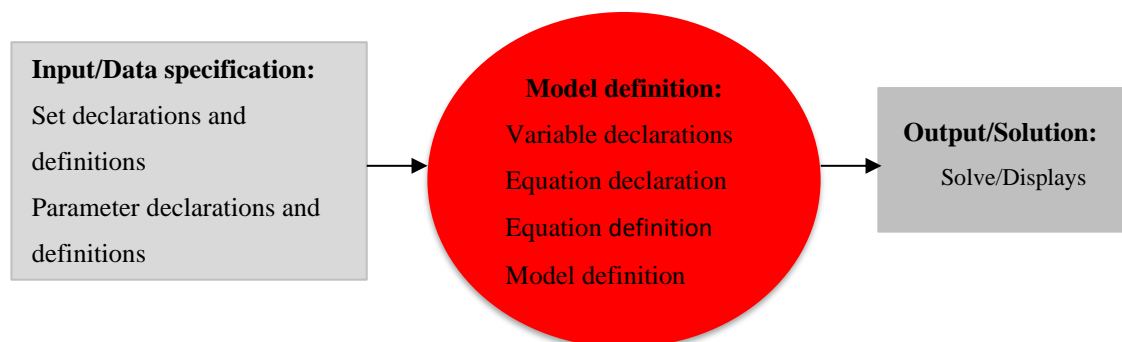 Input/Data specification:
Set declarations and
definitions
Parameter declarations and
definitions
Model definition:
Variable declarations
Equation declaration
Equation definition
Model definition
Output/Solution:
Solve/Displays